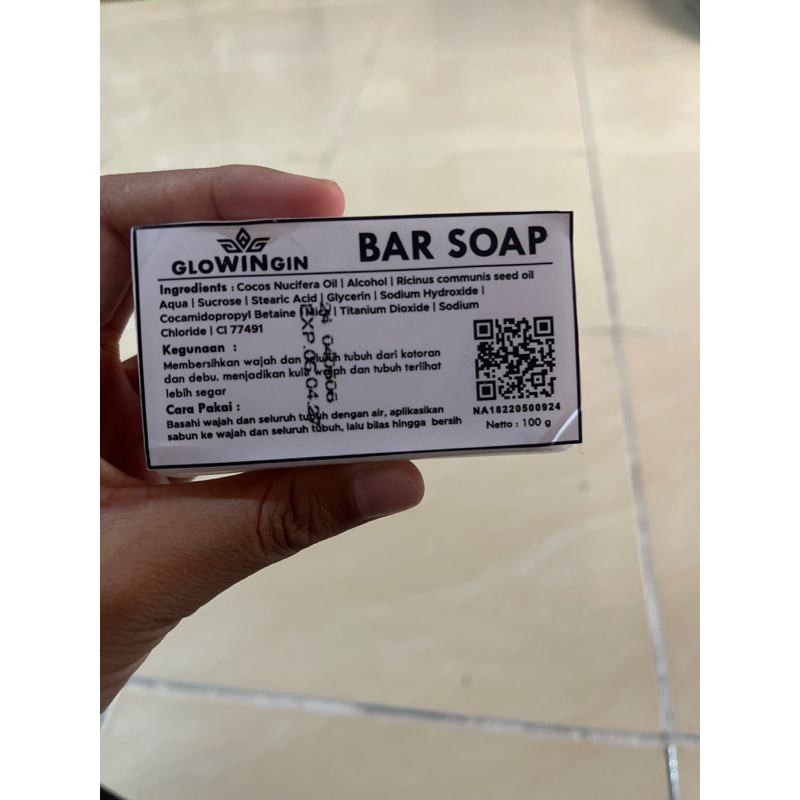 GLOWINGIN
BAR SOAP
Ingredients : Cocos Nucifera Oil | Alcohol | Ricinus communis seed oil
Aqua | Sucrose | Stearic Acid | Glycerin | Sodium Hydroxide |
Cocamidopropyl Betaine | Mica | Titanium Dioxide | Sodium
Chloride | CI 77491
Kegunaan :
Membersihkan wajah dan seluruh tubuh dari kotoran
dan debu. menjadikan kulit wajah dan tubuh terlihat
lebih segar
Cara Pakai :
Basahi wajah dan seluruh tubuh dengan air, aplikasikan
sabun ke wajah dan seluruh tubuh, lalu bilas hingga bersih
NA18220500924
Netto : 100 g